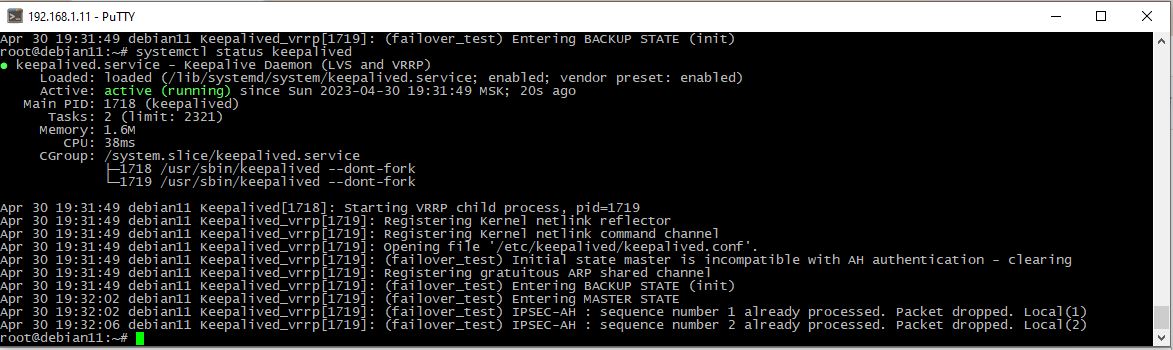 192.168.1.11 - PuTTY
Apr 30 19:31:49 debian11 Keepalived_vrrp[1719]: (failover_test) Entering BACKUP STATE (init)
root@debian11:~# systemctl status keepalived
● keepalived.service - Keepalive Daemon (LVS and VRRP)
     Loaded: loaded (/lib/systemd/system/keepalived.service; enabled; vendor preset: enabled)
     Active: active (running) since Sun 2023-04-30 19:31:49 MSK; 20s ago
   Main PID: 1718 (keepalived)
      Tasks: 2 (limit: 2321)
     Memory: 1.6M
        CPU: 38ms
     CGroup: /system.slice/keepalived.service
             ├─1718 /usr/sbin/keepalived --dont-fork
             └─1719 /usr/sbin/keepalived --dont-fork
Apr 30 19:31:49 debian11 Keepalived[1718]: Starting VRRP child process, pid=1719
Apr 30 19:31:49 debian11 Keepalived_vrrp[1719]: Registering Kernel netlink reflector
Apr 30 19:31:49 debian11 Keepalived_vrrp[1719]: Registering Kernel netlink command channel
Apr 30 19:31:49 debian11 Keepalived_vrrp[1719]: Opening file '/etc/keepalived/keepalived.conf'.
Apr 30 19:31:49 debian11 Keepalived_vrrp[1719]: (failover_test) Initial state master is incompatible with AH authentication - clearing
Apr 30 19:31:49 debian11 Keepalived_vrrp[1719]: Registering gratuitous ARP shared channel
Apr 30 19:31:49 debian11 Keepalived_vrrp[1719]: (failover_test) Entering BACKUP STATE (init)
Apr 30 19:32:02 debian11 Keepalived_vrrp[1719]: (failover_test) Entering MASTER STATE
Apr 30 19:32:02 debian11 Keepalived_vrrp[1719]: (failover_test) IPSEC-AH : sequence number 1 already processed. Packet dropped. Local(1)
Apr 30 19:32:06 debian11 Keepalived_vrrp[1719]: (failover_test) IPSEC-AH : sequence number 2 already processed. Packet dropped. Local(2)
root@debian11:~#